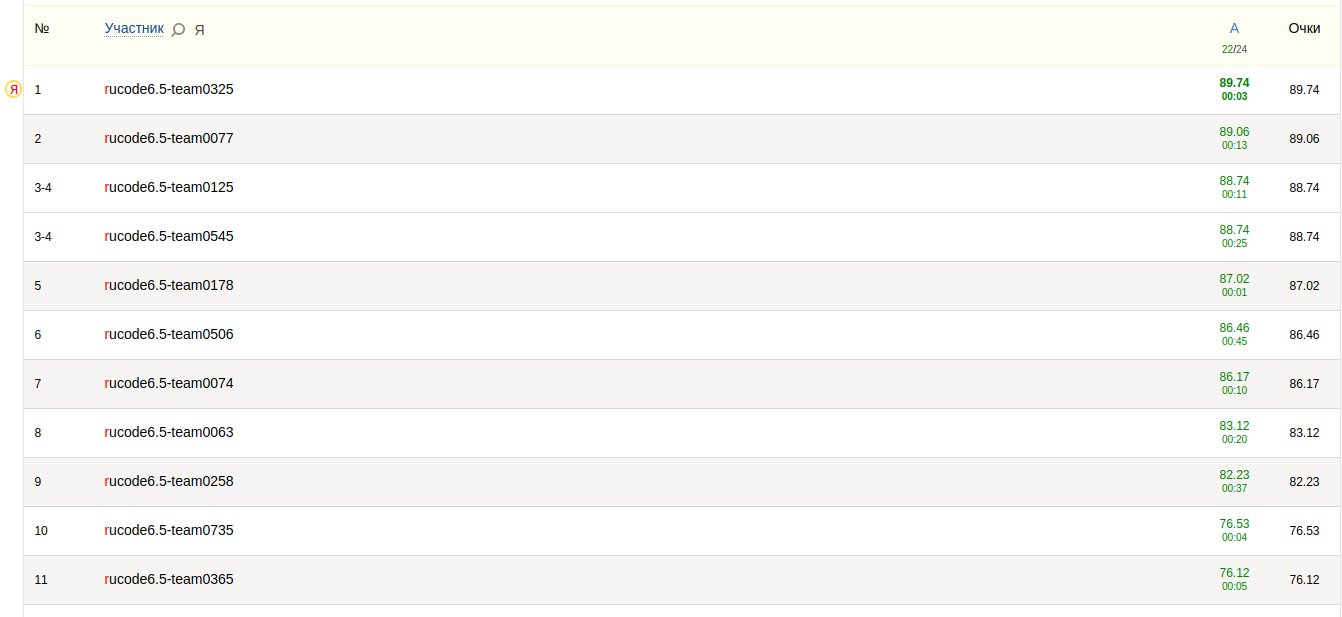 № Участник Я А Очки
22/24
Я 1 rucode6.5-team0325 89.74 89.74
00:03
2 rucode6.5-team0077 89.06 89.06
00:13
3-4 rucode6.5-team0125 88.74 88.74
00:11
3-4 rucode6.5-team0545 88.74 88.74
00:25
5 rucode6.5-team0178 87.02 87.02
00:01
6 rucode6.5-team0506 86.46 86.46
00:45
7 rucode6.5-team0074 86.17 86.17
00:10
8 rucode6.5-team0063 83.12 83.12
00:20
9 rucode6.5-team0258 82.23 82.23
00:37
10 rucode6.5-team0735 76.53 76.53
00:04
11 rucode6.5-team0365 76.12 76.12
00:05